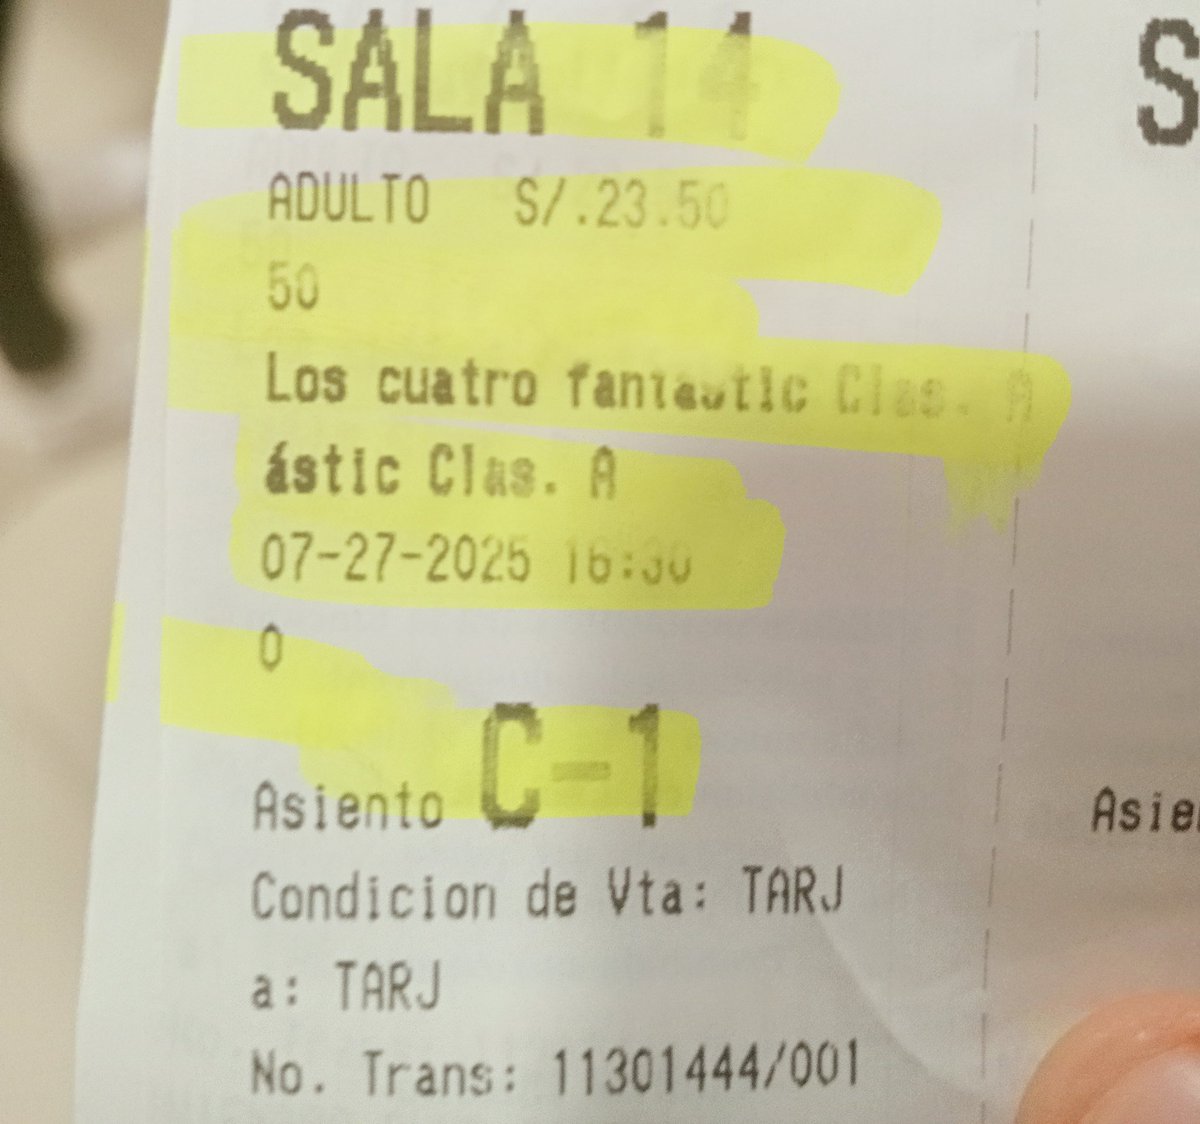 SALA 14
ADULTO S/.23.50
50
Los cuatro fantastic Clas. A
ástic Clas. A
07-27-2025 16:30
0
Asiento C-1
Condicion de Vta: TARJ
a: TARJ
No. Trans: 11301444/001
S
Asie